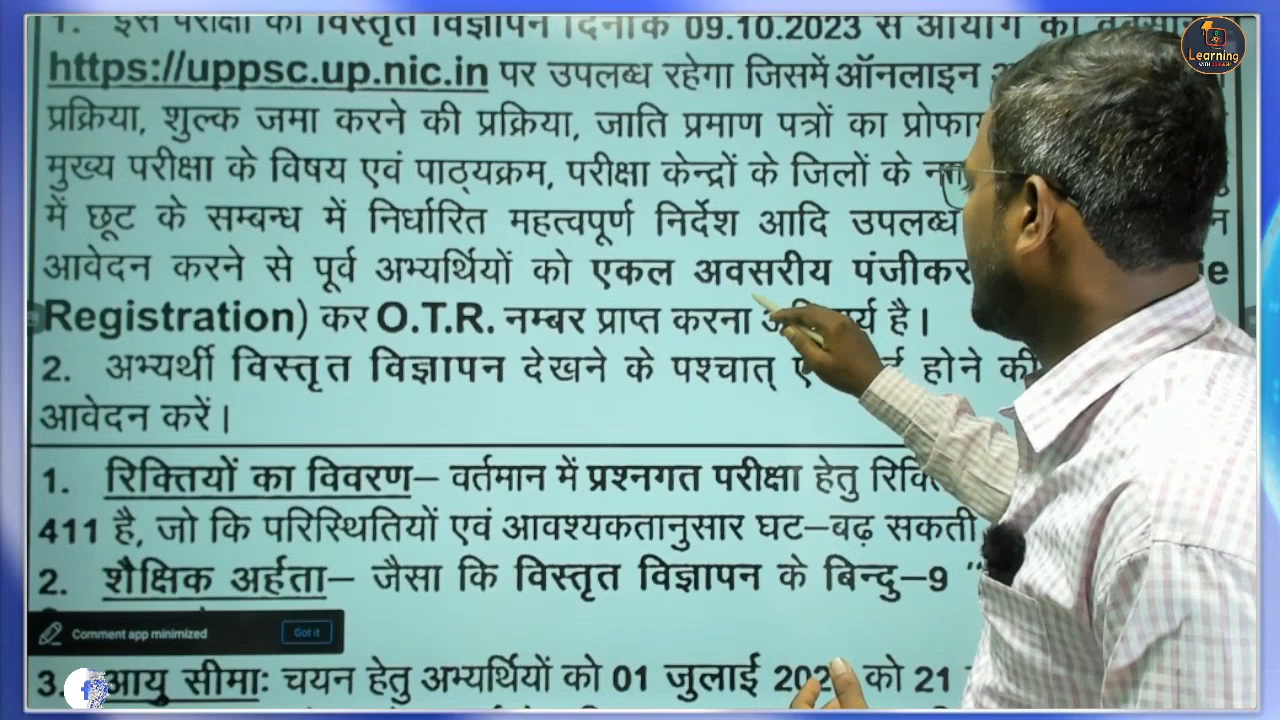 1. इस परीक्षा का विस्तृत विज्ञापन दिनांक 09.10.2023 से आयोग की
https://uppsc.up.nic.in पर उपलब्ध रहेगा जिसमें ऑनलाइन
प्रक्रिया, शुल्क जमा करने की प्रक्रिया, जाति प्रमाण पत्रों का
मुख्य परीक्षा के विषय एवं पाठ्यक्रम, परीक्षा केन्द्रों के जिलों के
में छूट के सम्बन्ध में निर्धारित महत्वपूर्ण निर्देश आदि उपलब्ध
आवेदन करने से पूर्व अभ्यर्थियों को एकल अवसरीय
Registration) कर O.T.R. नम्बर प्राप्त करना है।
2. अभ्यर्थी विस्तृत विज्ञापन देखने के पश्चात् होने की
आवेदन करें।
1. रिक्तियों का विवरण– वर्तमान में प्रश्नगत परीक्षा हेतु
411 है, जो कि परिस्थितियों एवं आवश्यकतानुसार घट–बढ़ सकती
2. शैक्षिक अर्हता– जैसा कि विस्तृत विज्ञापन के बिन्दु–9 “
Comment app minimized Got it
3. आयु सीमाः चयन हेतु अभ्यर्थियों को 01 जुलाई को 21
Learning